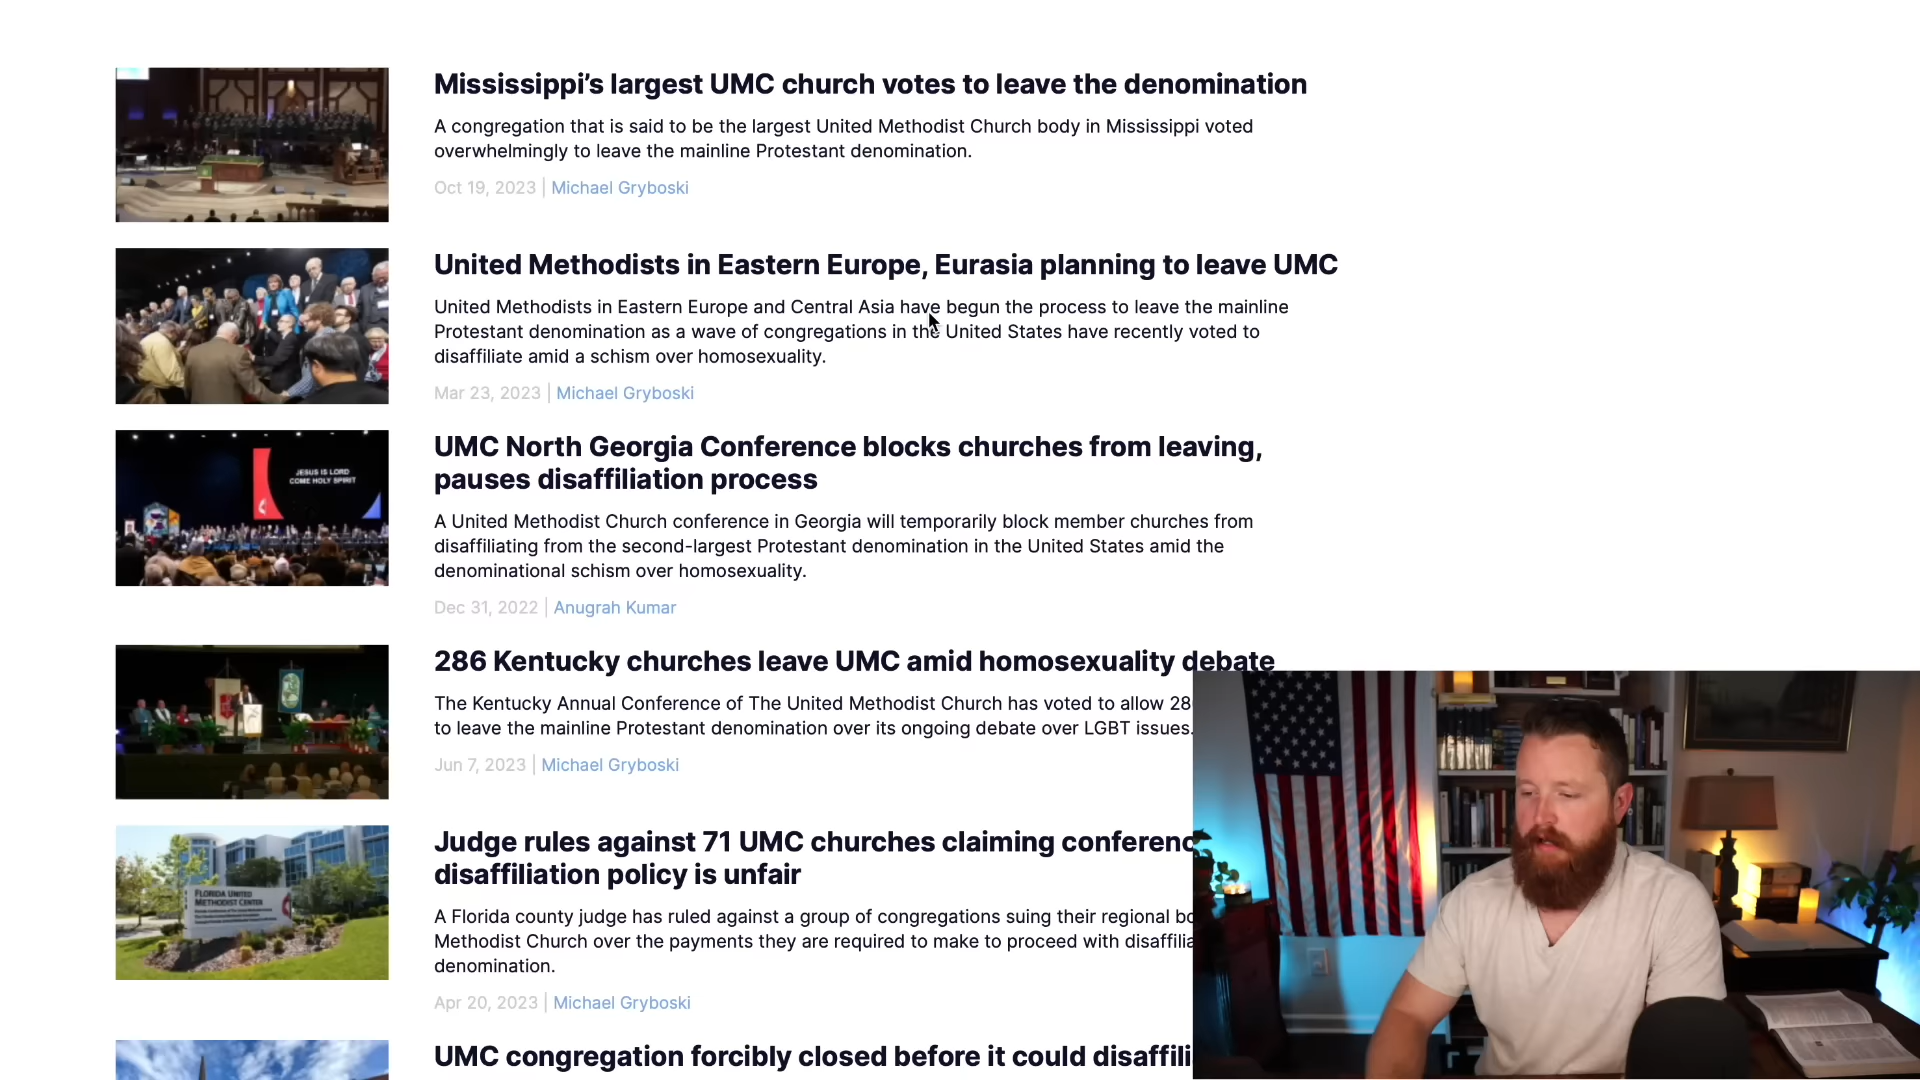 Mississippi’s largest UMC church votes to leave the denomination
A congregation that is said to be the largest United Methodist Church body in Mississippi voted
overwhelmingly to leave the mainline Protestant denomination.
Oct 19, 2023 | Michael Gryboski
United Methodists in Eastern Europe, Eurasia planning to leave UMC
United Methodists in Eastern Europe and Central Asia have begun the process to leave the mainline
Protestant denomination as a wave of congregations in the United States have recently voted to
disaffiliate amid a schism over homosexuality.
Mar 23, 2023 | Michael Gryboski
JESUS IS LORD
COME HOLY SPIRIT
UMC North Georgia Conference blocks churches from leaving,
pauses disaffiliation process
A United Methodist Church conference in Georgia will temporarily block member churches from
disaffiliating from the second-largest Protestant denomination in the United States amid the
denominational schism over homosexuality.
Dec 31, 2022 | Anugrah Kumar
286 Kentucky churches leave UMC amid homosexuality debate
The Kentucky Annual Conference of The United Methodist Church has voted to allow 28
to leave the mainline Protestant denomination over its ongoing debate over LGBT issues.
Jun 7, 2023 | Michael Gryboski
FLORIDA UNITED
METHODIST CENTER
Judge rules against 71 UMC churches claiming conferenc
disaffiliation policy is unfair
A Florida county judge has ruled against a group of congregations suing their regional bo
Methodist Church over the payments they are required to make to proceed with disaffilia
denomination.
Apr 20, 2023 | Michael Gryboski
UMC congregation forcibly closed before it could disaffili